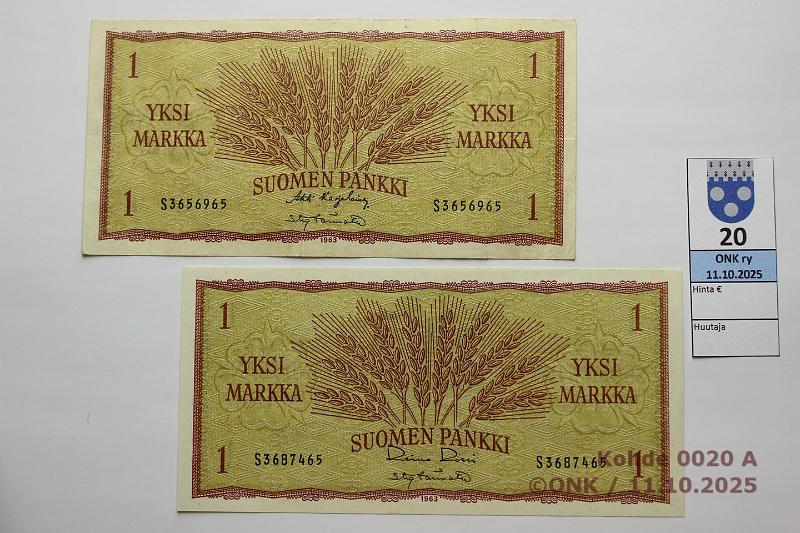 1 1
YKSI YKSI
MARKKA MARKKA
SUOMEN PANKKI
1 S3656965 S3656965 1
1963
20
ONK ry
11.10.2025
Hinta €
Huutaja
1 1
YKSI YKSI
MARKKA MARKKA
SUOMEN PANKKI
1 S3687465 S3687465 1
1963
Kohde 0020 A
©ONK / 11.10.2025